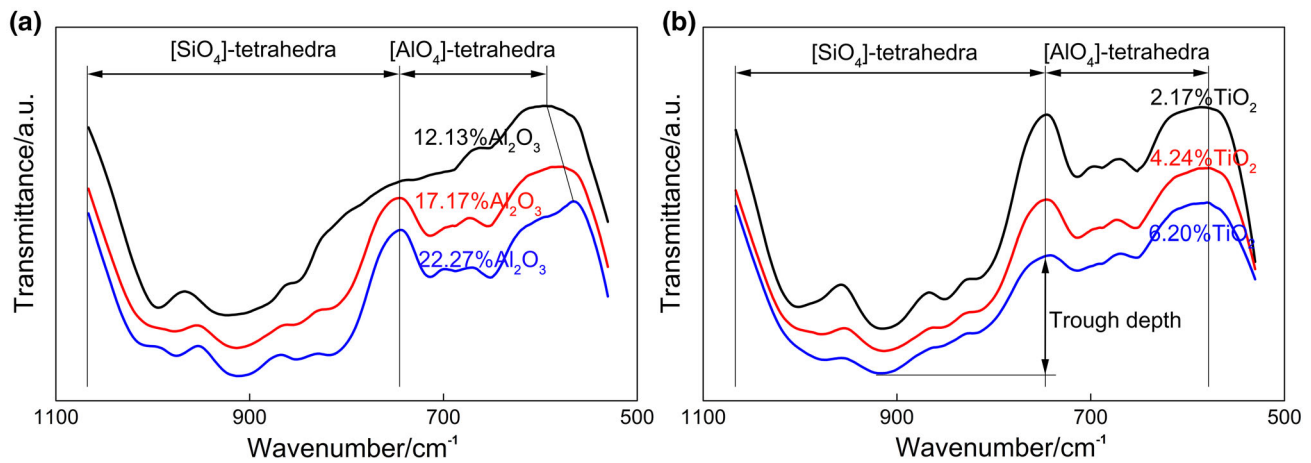 (a)
[SiO₄]-tetrahedra
[AlO₄]-tetrahedra
12.13%Al₂O₃
17.17%Al₂O₃
22.27%Al₂O₃
Transmittance/a.u.
1100
900
700
500
Wavenumber/cm⁻¹
(b)
[SiO₄]-tetrahedra
[AlO₄]-tetrahedra
2.17%TiO₂
4.24%TiO₂
6.20%TiO₂
Trough depth
Transmittance/a.u.
1100
900
700
500
Wavenumber/cm⁻¹